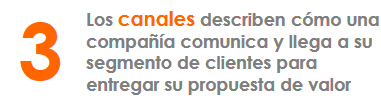 3
Los canales describen cómo una
compañía comunica y llega a su
segmento de clientes para
entregar su propuesta de valor